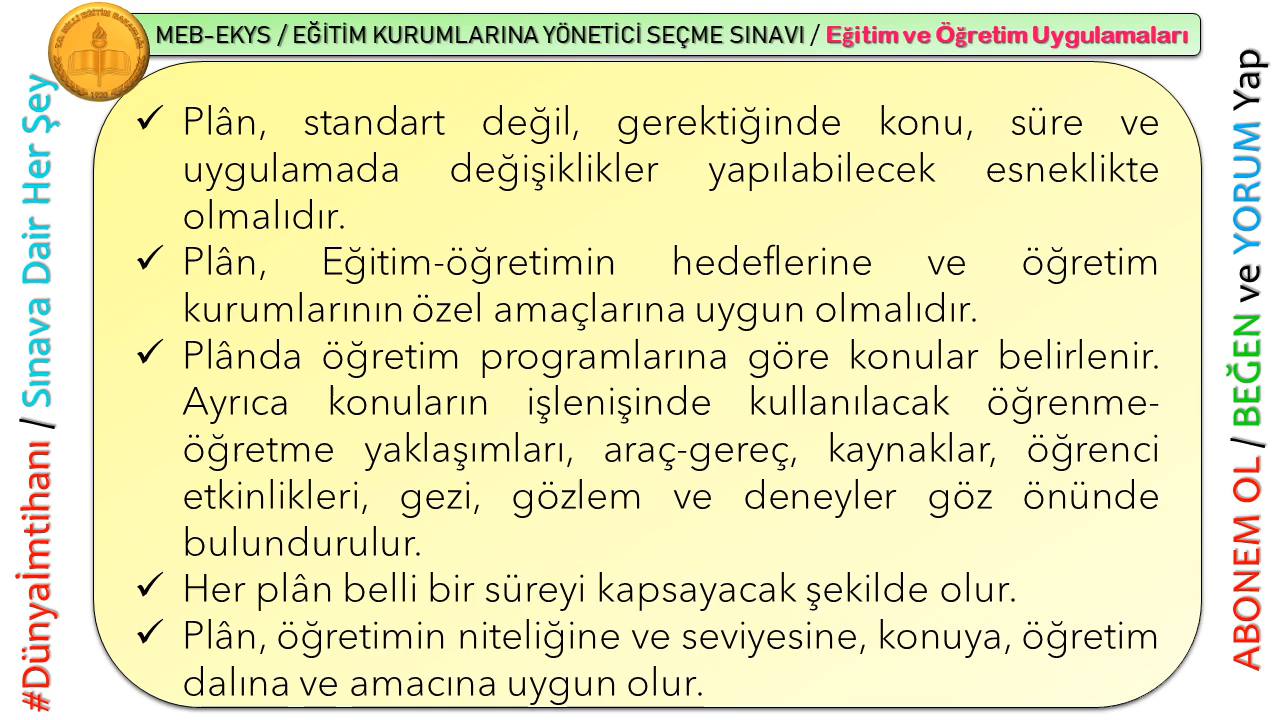 MEB-EKYS / EĞİTİM KURUMLARINA YÖNETİCİ SEÇME SINAVI / Eğitim ve Öğretim Uygulamaları
#Dünyaİmtihanı / Sınava Dair Her Şey
✓ Plân, standart değil, gerektiğinde konu, süre ve
uygulamada değişiklikler yapılabilecek esneklikte
olmalıdır.
✓ Plân, Eğitim-öğretimin hedeflerine ve öğretim
kurumlarının özel amaçlarına uygun olmalıdır.
✓ Plânda öğretim programlarına göre konular belirlenir.
Ayrıca konuların işlenişinde kullanılacak öğrenme-
öğretme yaklaşımları, araç-gereç, kaynaklar, öğrenci
etkinlikleri, gezi, gözlem ve deneyler göz önünde
bulundurulur.
✓ Her plân belli bir süreyi kapsayacak şekilde olur.
✓ Plân, öğretimin niteliğine ve seviyesine, konuya, öğretim
dalına ve amacına uygun olur.
ABONEM OL / BEĞEN ve YORUM Yap